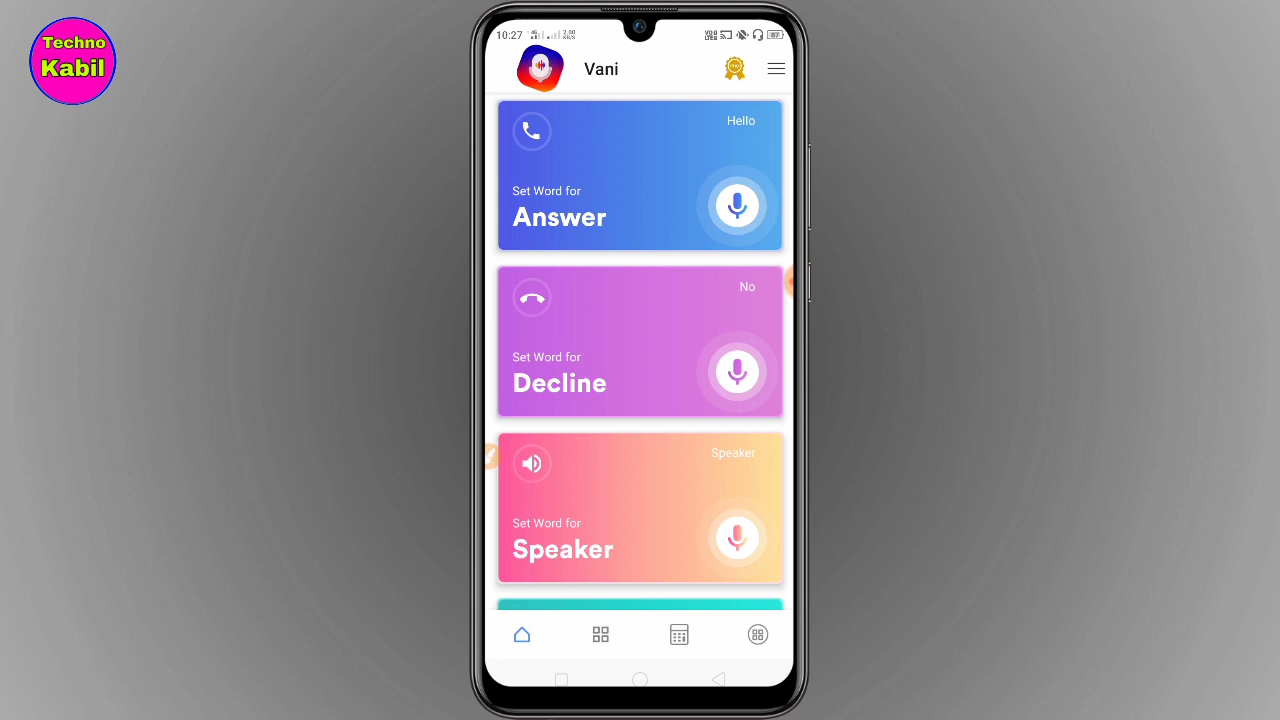 Techno
Kabil
10:27
Vani
Hello
Set Word for
Answer
No
Set Word for
Decline
Speaker
Set Word for
Speaker